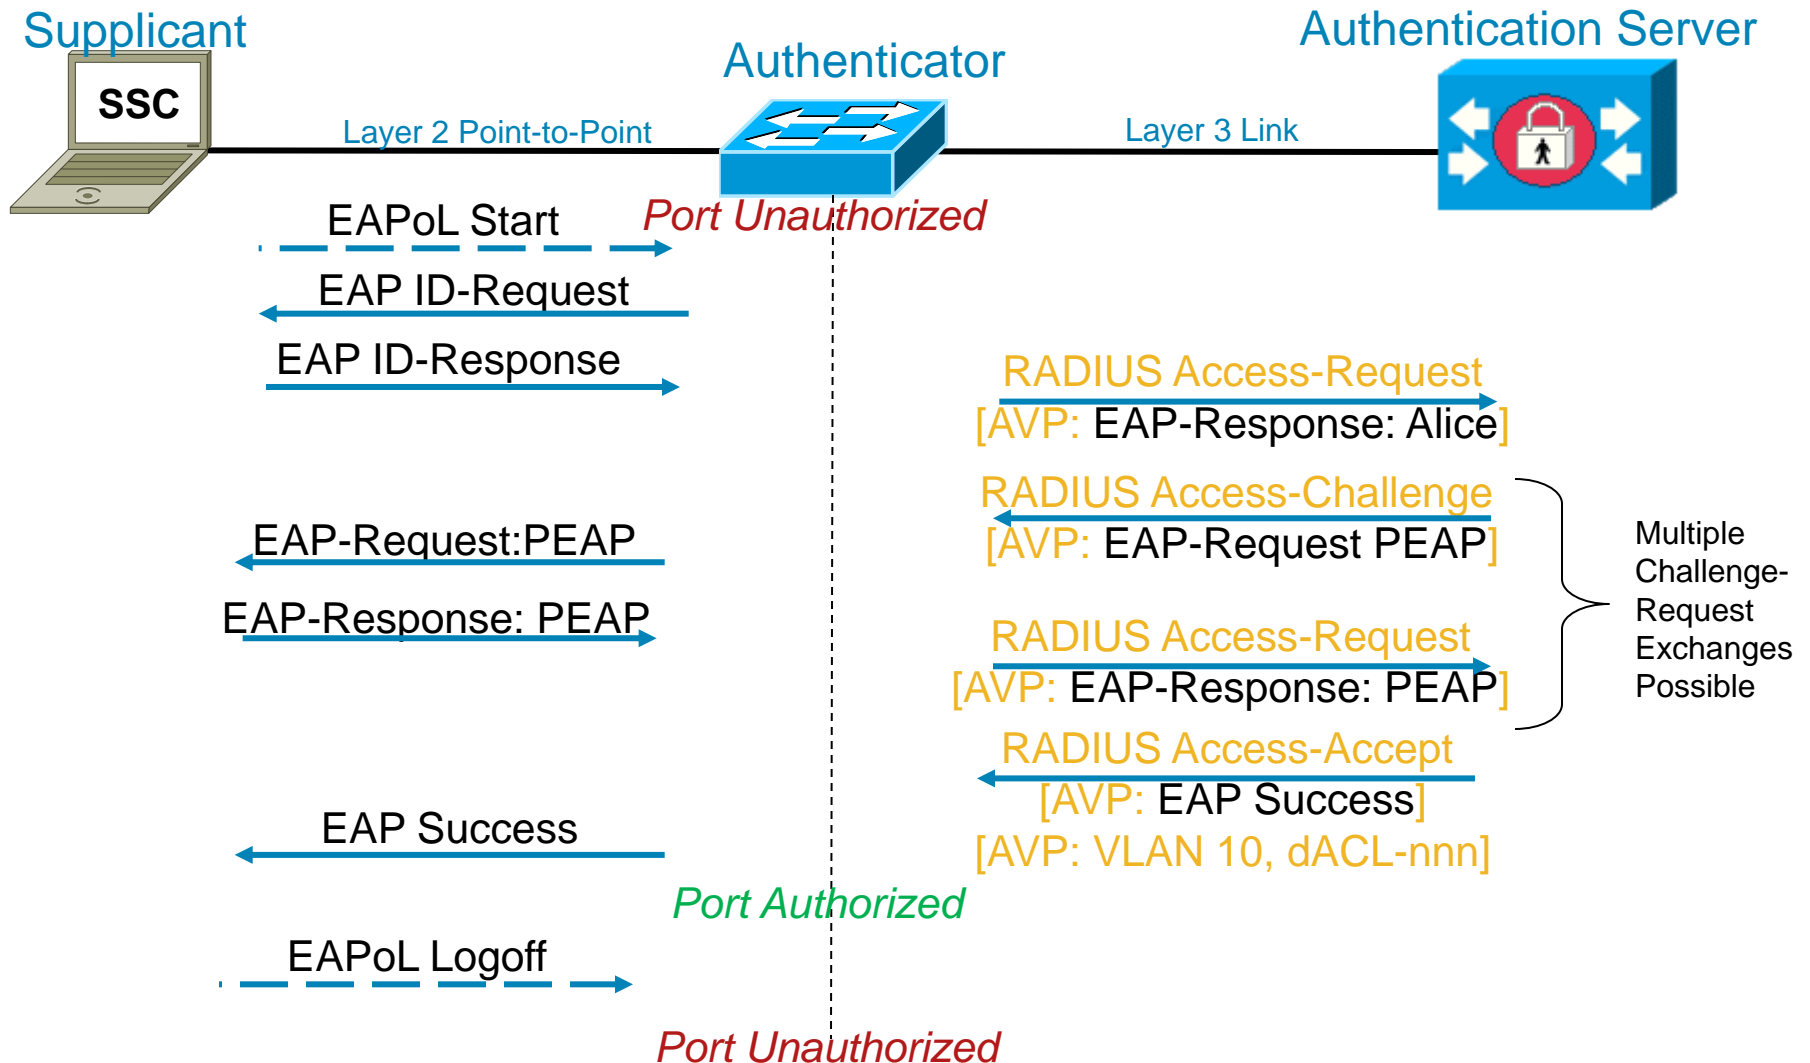 Supplicant
Authenticator
Authentication Server
SSC
Layer 2 Point-to-Point
Layer 3 Link
Port Unauthorized
EAPoL Start
EAP ID-Request
EAP ID-Response
RADIUS Access-Request
[AVP: EAP-Response: Alice]
RADIUS Access-Challenge
[AVP: EAP-Request PEAP]
EAP-Request:PEAP
EAP-Response: PEAP
RADIUS Access-Request
[AVP: EAP-Response: PEAP]
Multiple
Challenge-
Request
Exchanges
Possible
RADIUS Access-Accept
[AVP: EAP Success]
[AVP: VLAN 10, dACL-nnn]
EAP Success
Port Authorized
EAPoL Logoff
Port Unauthorized